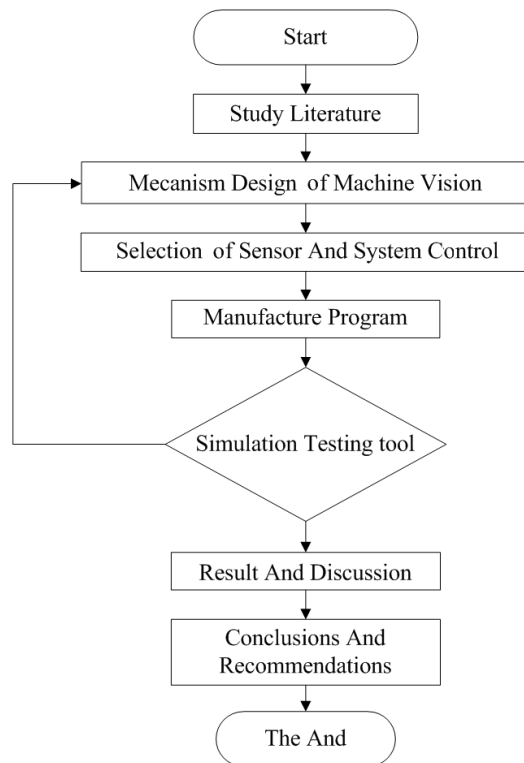 Start
Study Literature
Mecanism Design of Machine Vision
Selection of Sensor And System Control
Manufacture Program
Simulation Testing tool
Result And Discussion
Conclusions And
Recommendations
The And